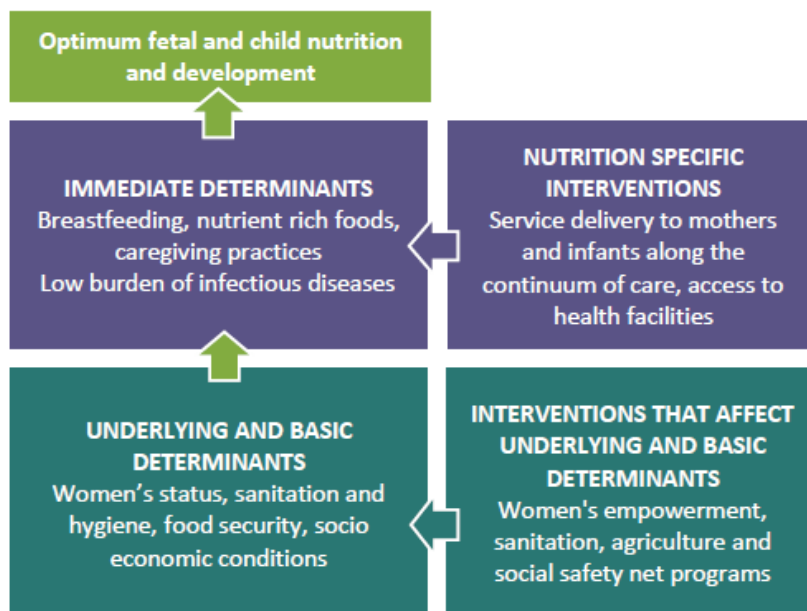 Optimum fetal and child nutrition
and development
IMMEDIATE DETERMINANTS
Breastfeeding, nutrient rich foods,
caregiving practices
Low burden of infectious diseases
NUTRITION SPECIFIC
INTERVENTIONS
Service delivery to mothers
and infants along the
continuum of care, access to
health facilities
UNDERLYING AND BASIC
DETERMINANTS
Women’s status, sanitation and
hygiene, food security, socio
economic conditions
INTERVENTIONS THAT AFFECT
UNDERLYING AND BASIC
DETERMINANTS
Women's empowerment,
sanitation, agriculture and
social safety net programs